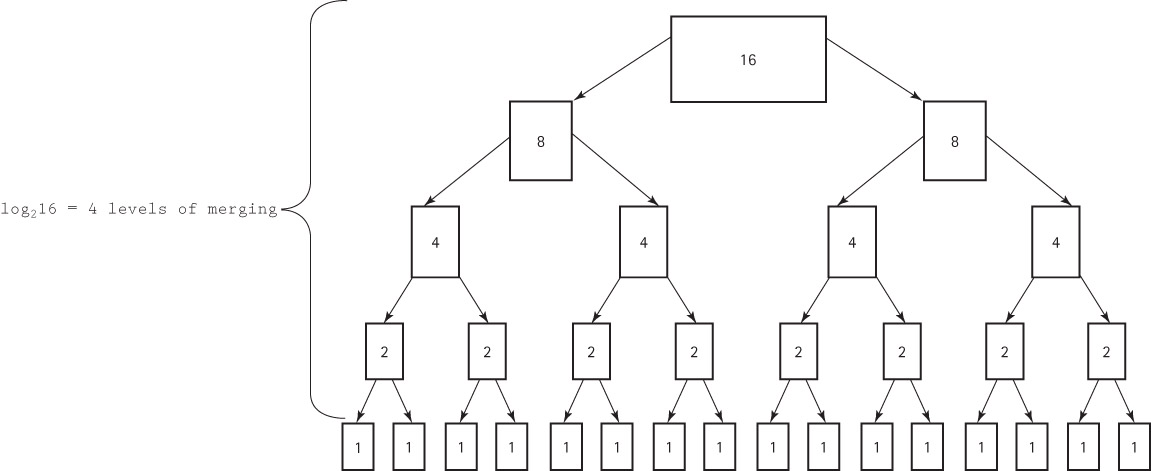 16
8 8
log₂16 = 4 levels of merging
4 4 4 4
2 2 2 2 2 2 2 2
1 1 1 1 1 1 1 1 1 1 1 1 1 1 1 1